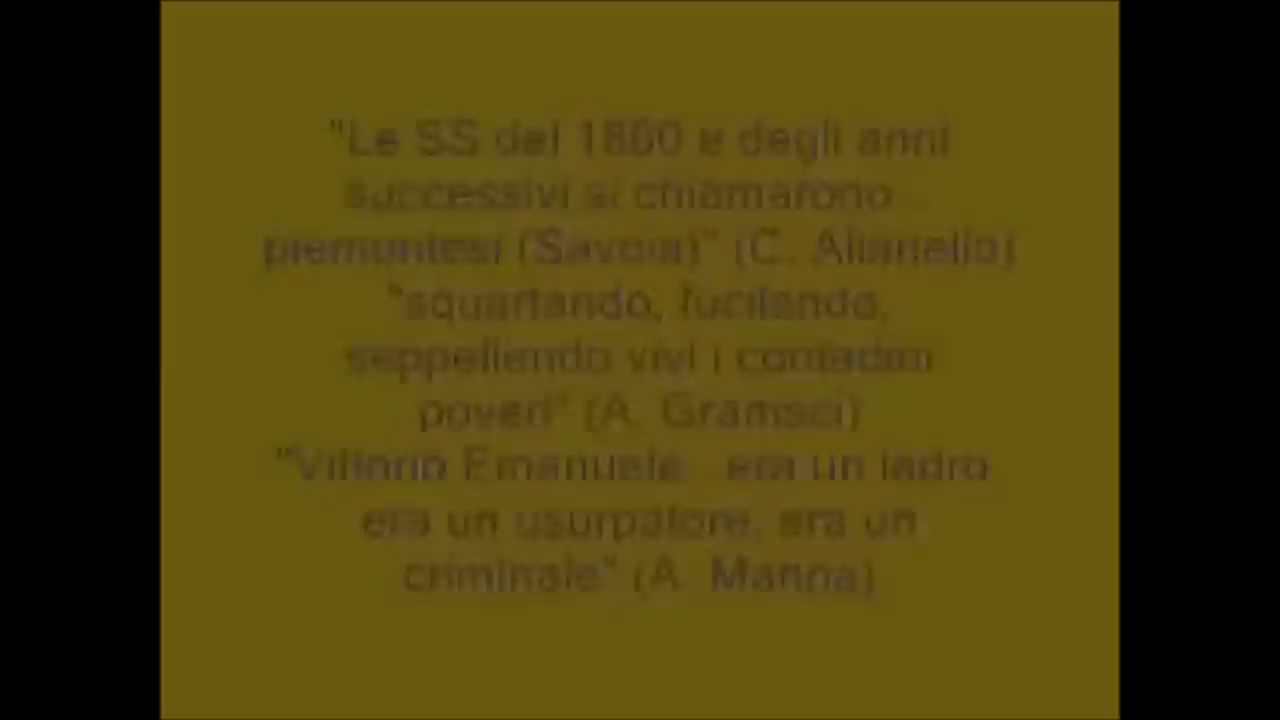 "Le SS del 1860 e degli anni
successivi si chiamarono...
piemontesi (Savoia)" (C. Alianello)
"squartando, fucilando,
seppellendo vivi i contadini
poveri" (A. Gramsci)
"Vittorio Emanuele...era un ladro
era un usurpatore, era un
criminale" (A. Manna)